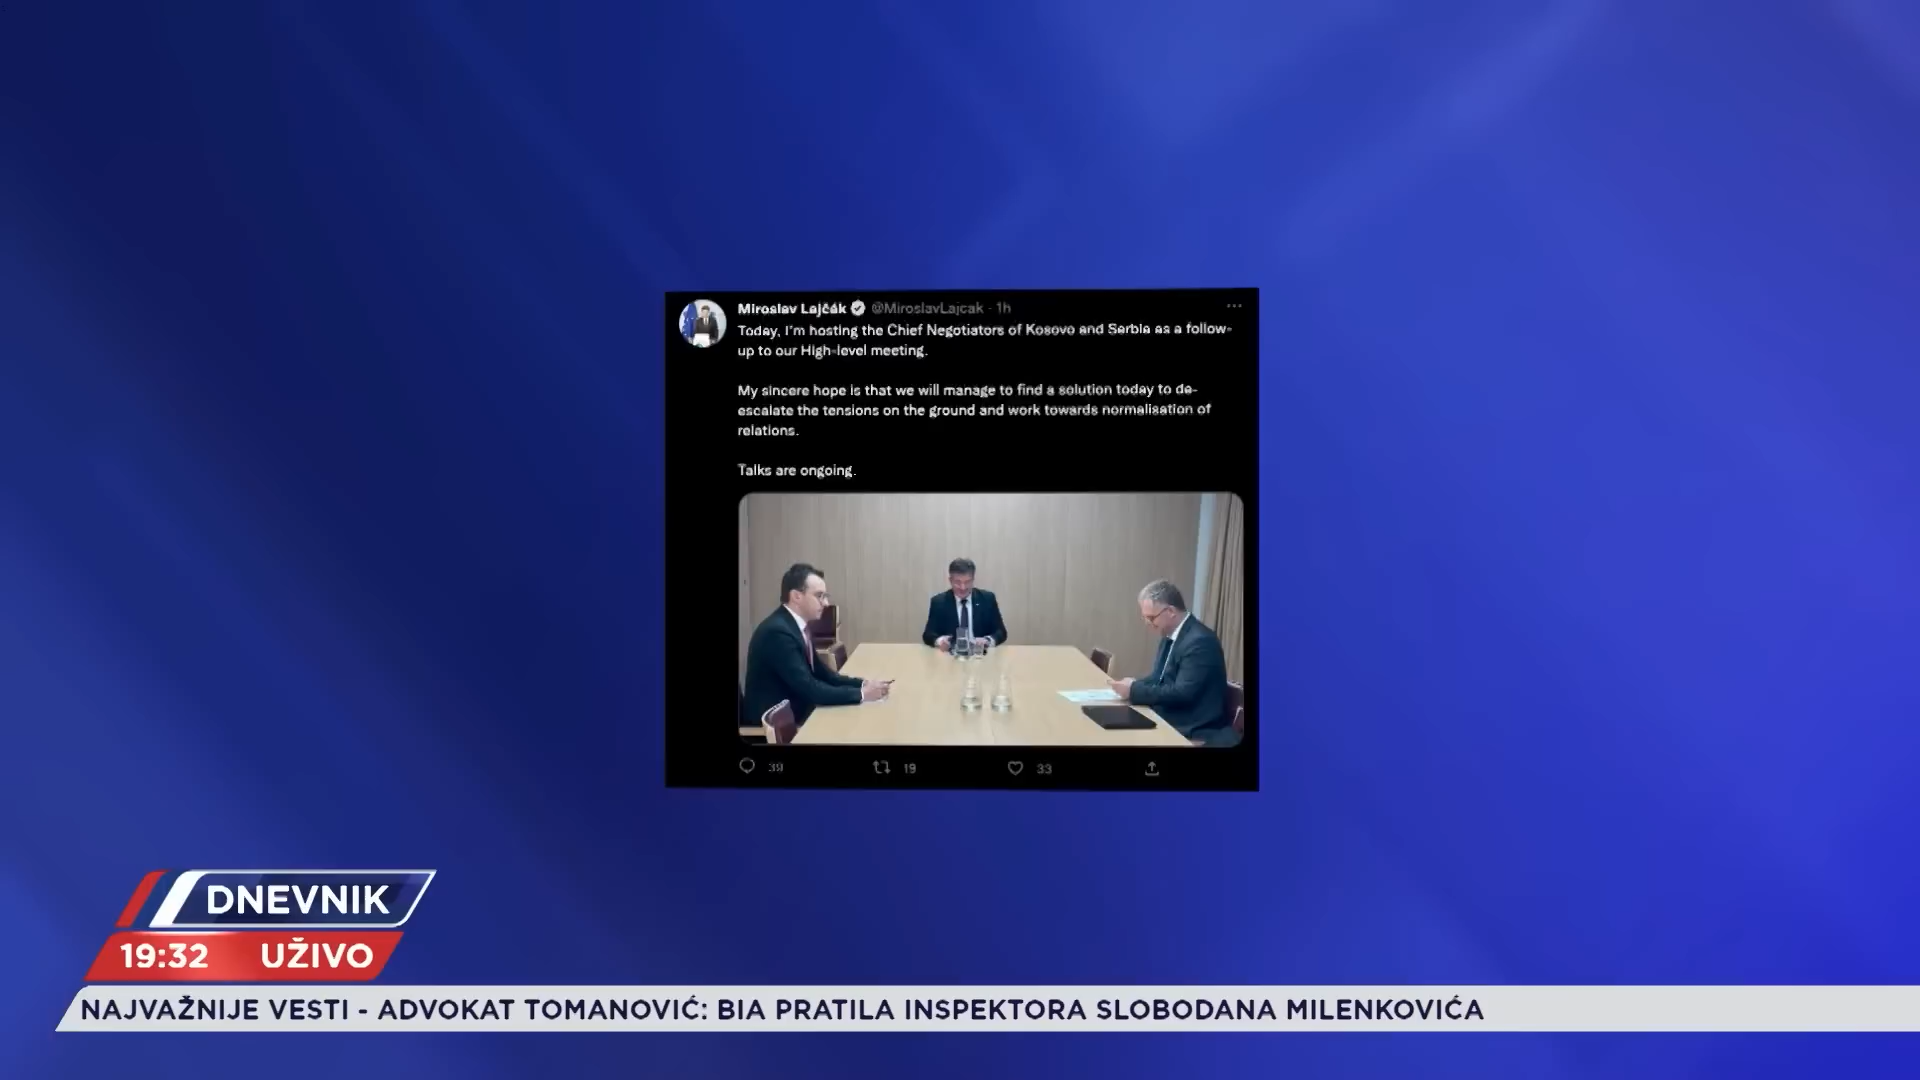 Miroslav Lajčák @MiroslavLajcak · 1h
Today, I'm hosting the Chief Negotiators of Kosovo and Serbia as a follow-
up to our High-level meeting.
My sincere hope is that we will manage to find a solution today to de-
escalate the tensions on the ground and work towards normalisation of
relations.
Talks are ongoing.
39 19 33
DNEVNIK
19:32 UŽIVO
NAJVAŽNIJE VESTI - ADVOKAT TOMANOVIĆ: BIA PRATILA INSPEKTORA SLOBODANA MILENKOVIĆA